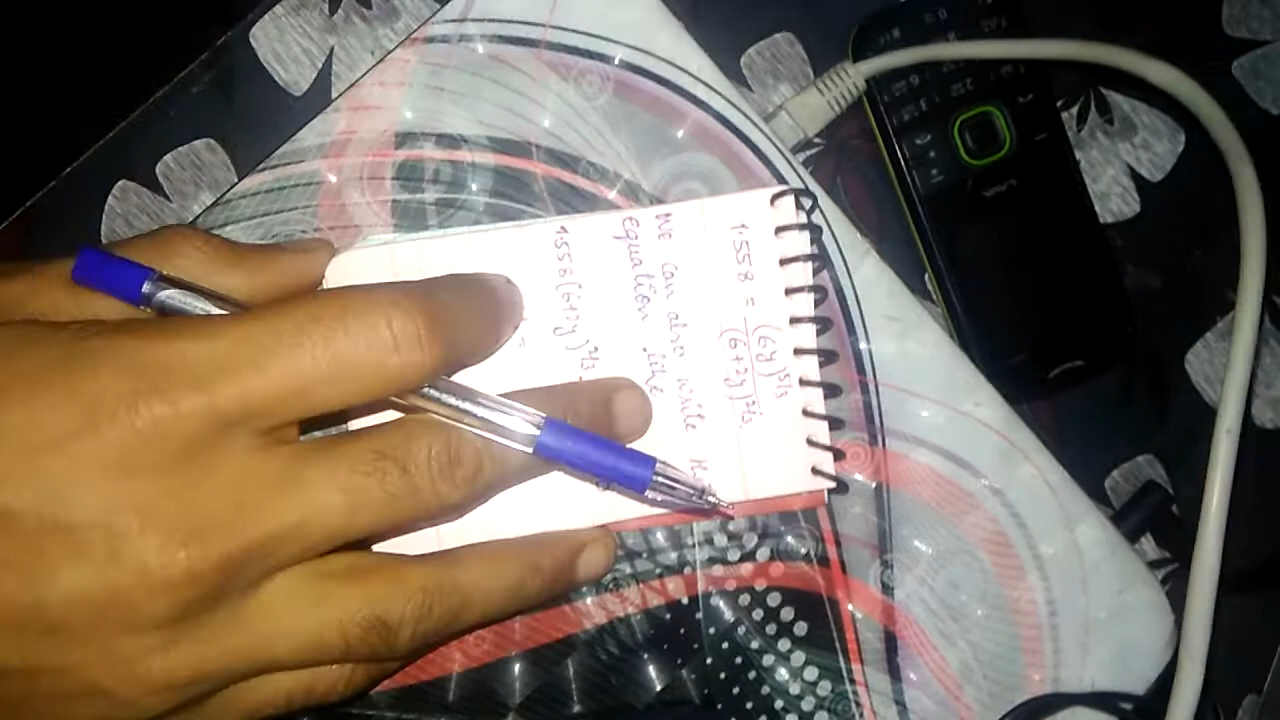 1.558 = (6y)^5/3 / (6+2y)^2/3
We can also write
equation like
1.558(6+2y)^2/3
=